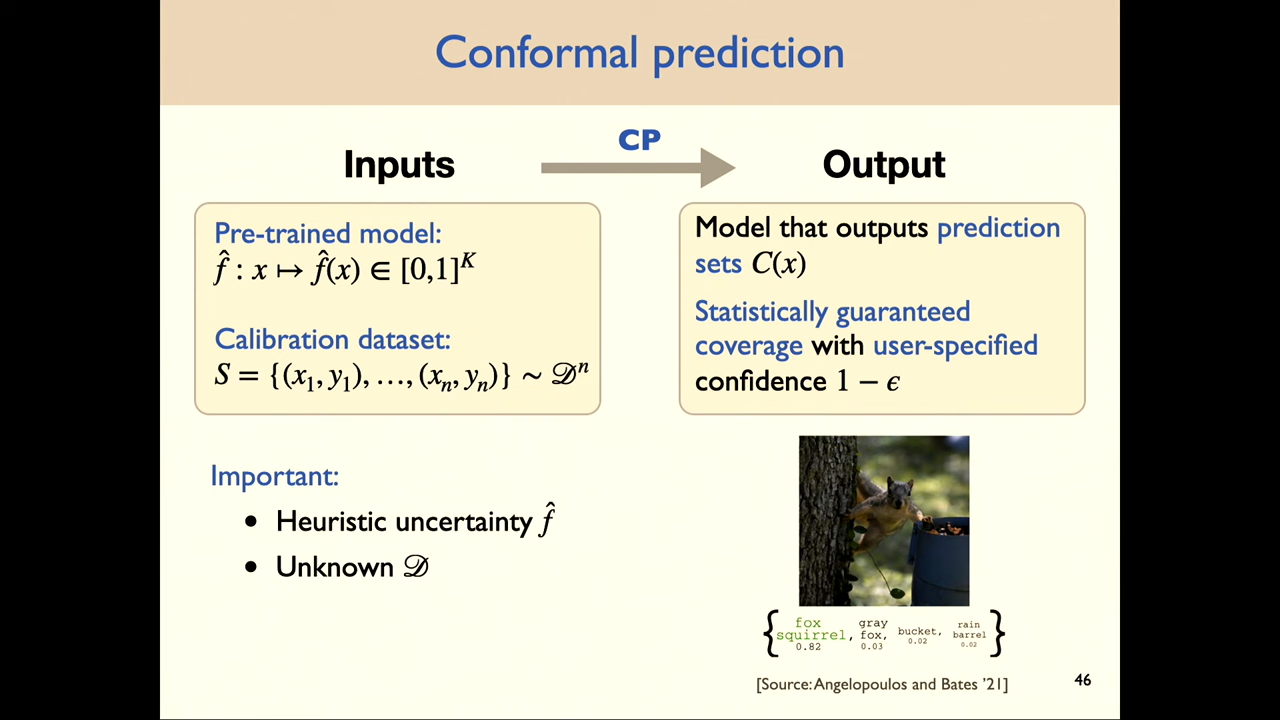 Conformal prediction
CP
Inputs
Output
Pre-trained model:
f̂ : x ↦ f̂(x) ∈ [0,1]^K
Calibration dataset:
S = {(x₁, y₁), …, (xₙ, yₙ)} ∼ 𝒟ⁿ
Model that outputs prediction
sets C(x)
Statistically guaranteed
coverage with user-specified
confidence 1 − ϵ
Important:
• Heuristic uncertainty f̂
• Unknown 𝒟
{ fox squirrel, 0.82 gray fox, 0.03 bucket, 0.02 rain barrel 0.02 }
[Source: Angelopoulos and Bates ’21]
46